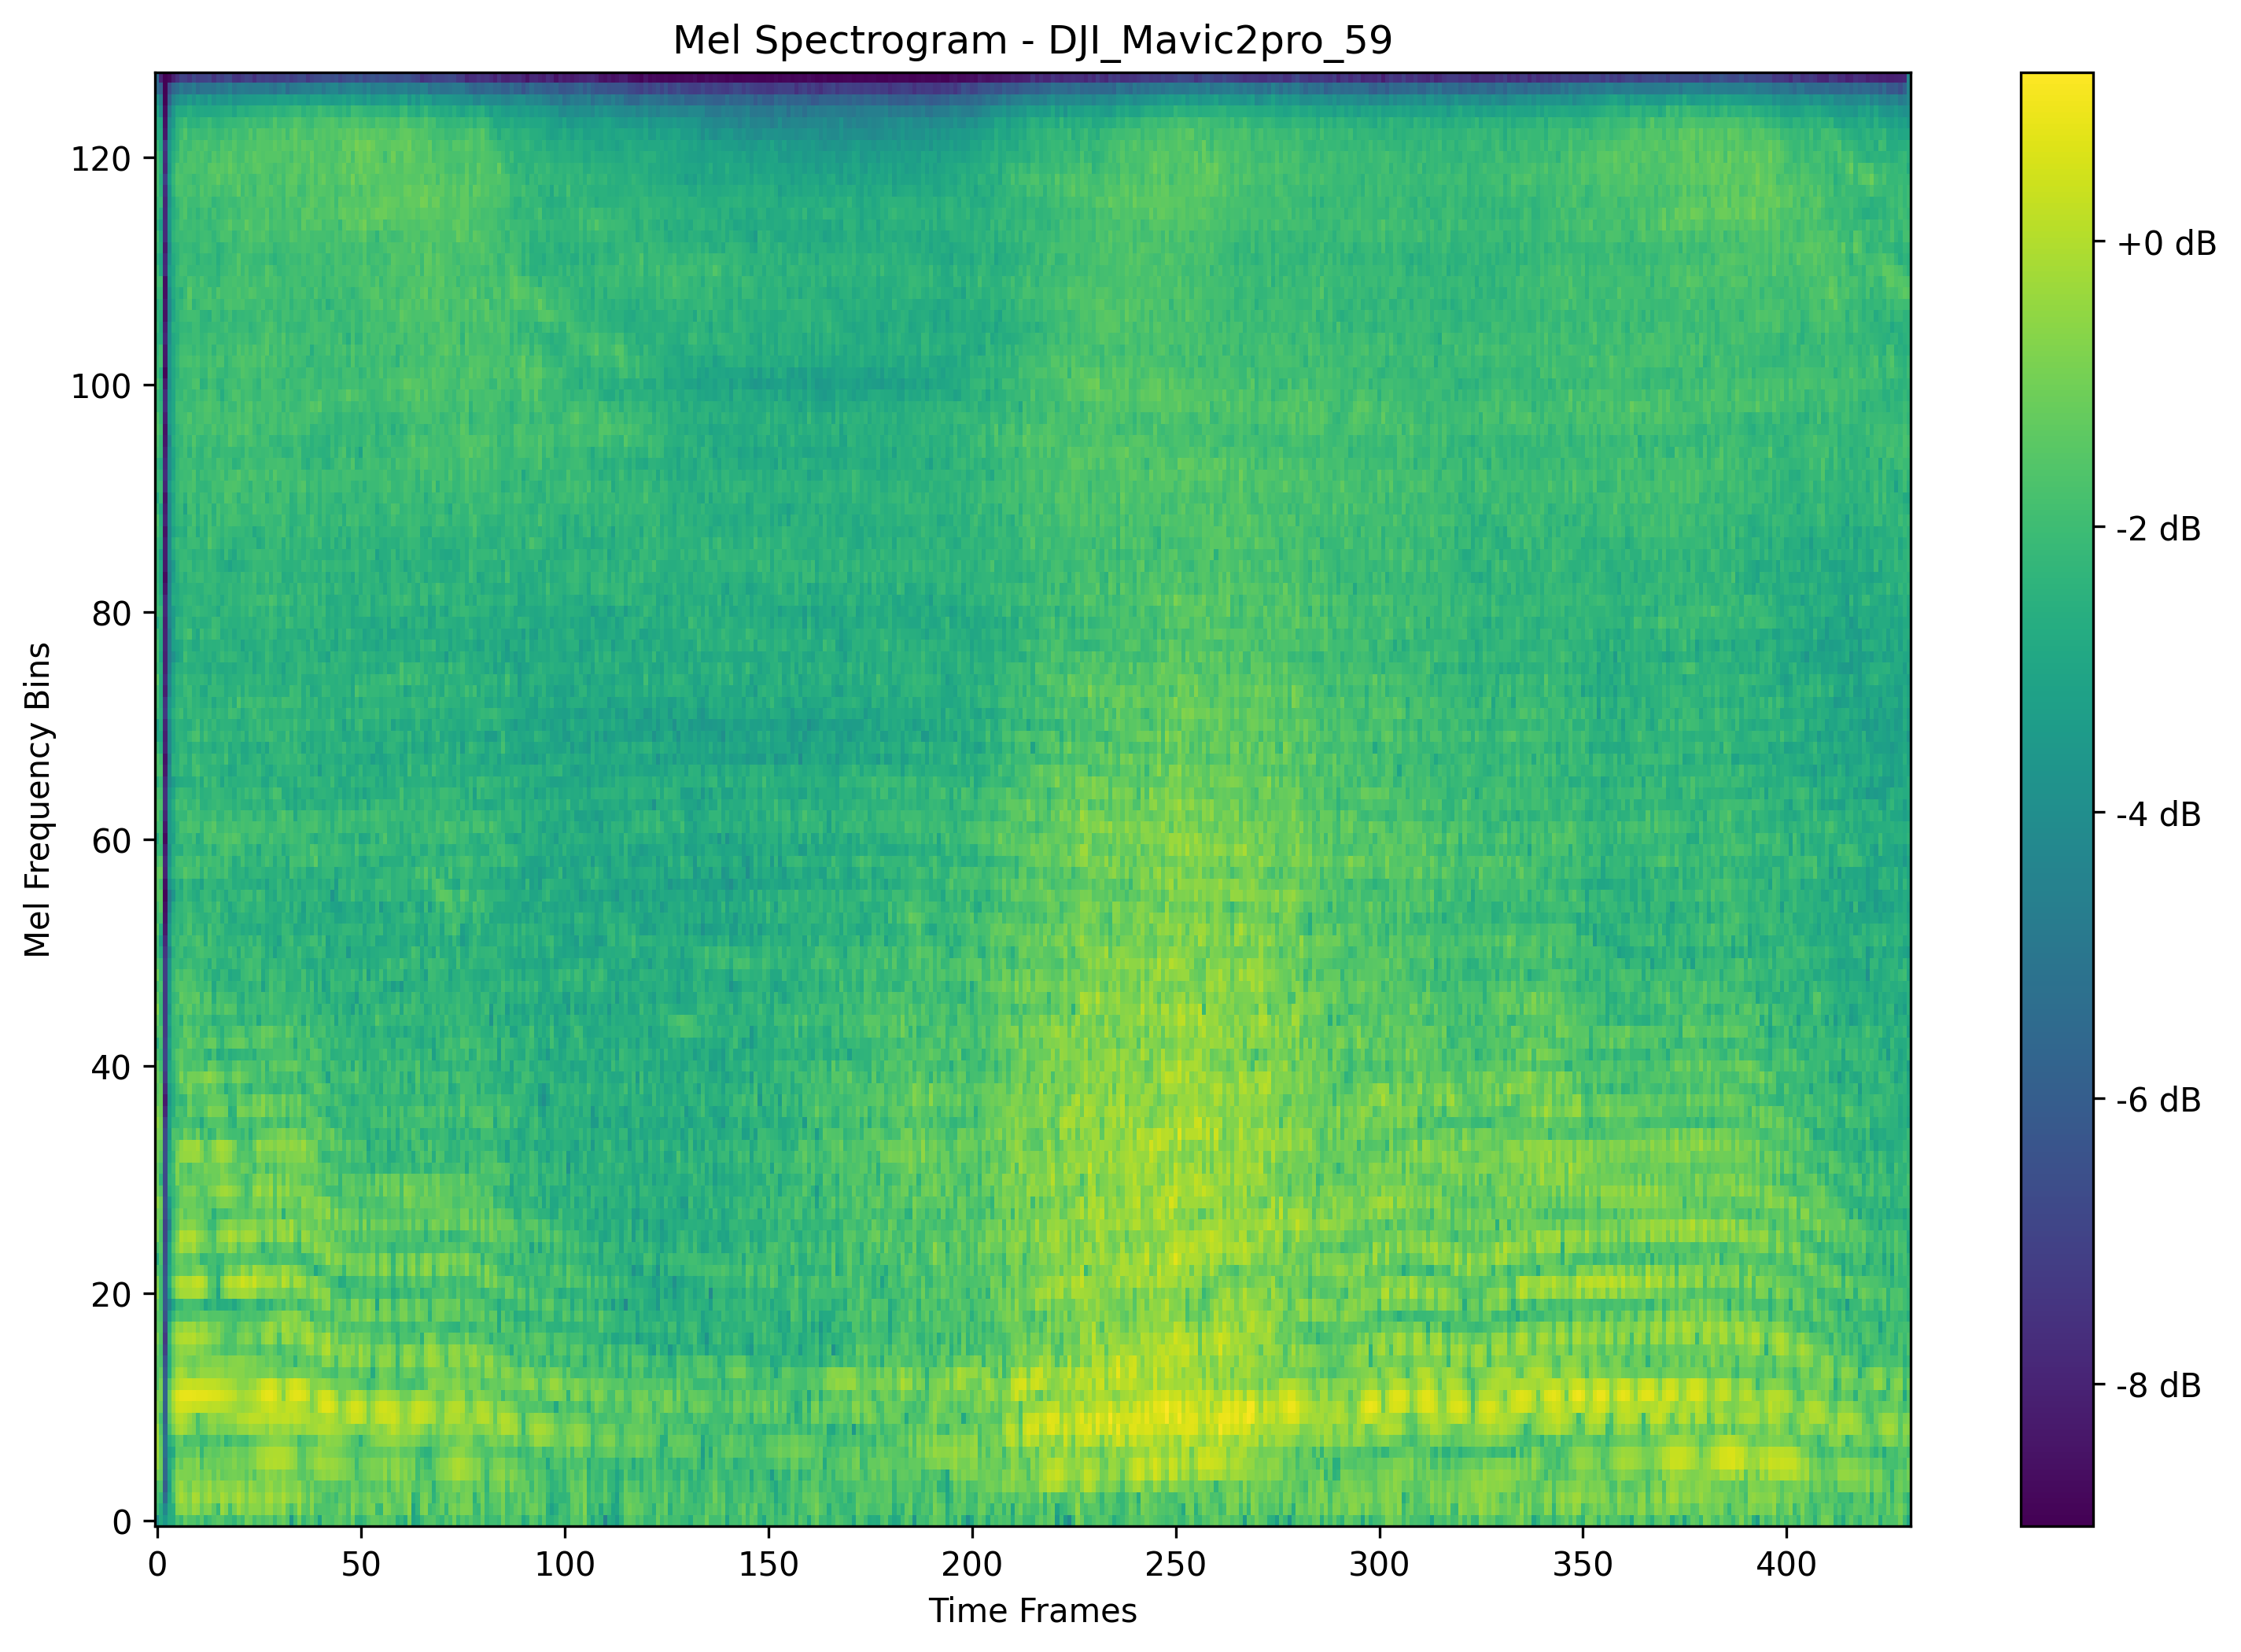 Mel Spectrogram - DJI_Mavic2pro_59
Mel Frequency Bins
120
100
80
60
40
20
0
0 50 100 150 200 250 300 350 400
Time Frames
+0 dB
-2 dB
-4 dB
-6 dB
-8 dB